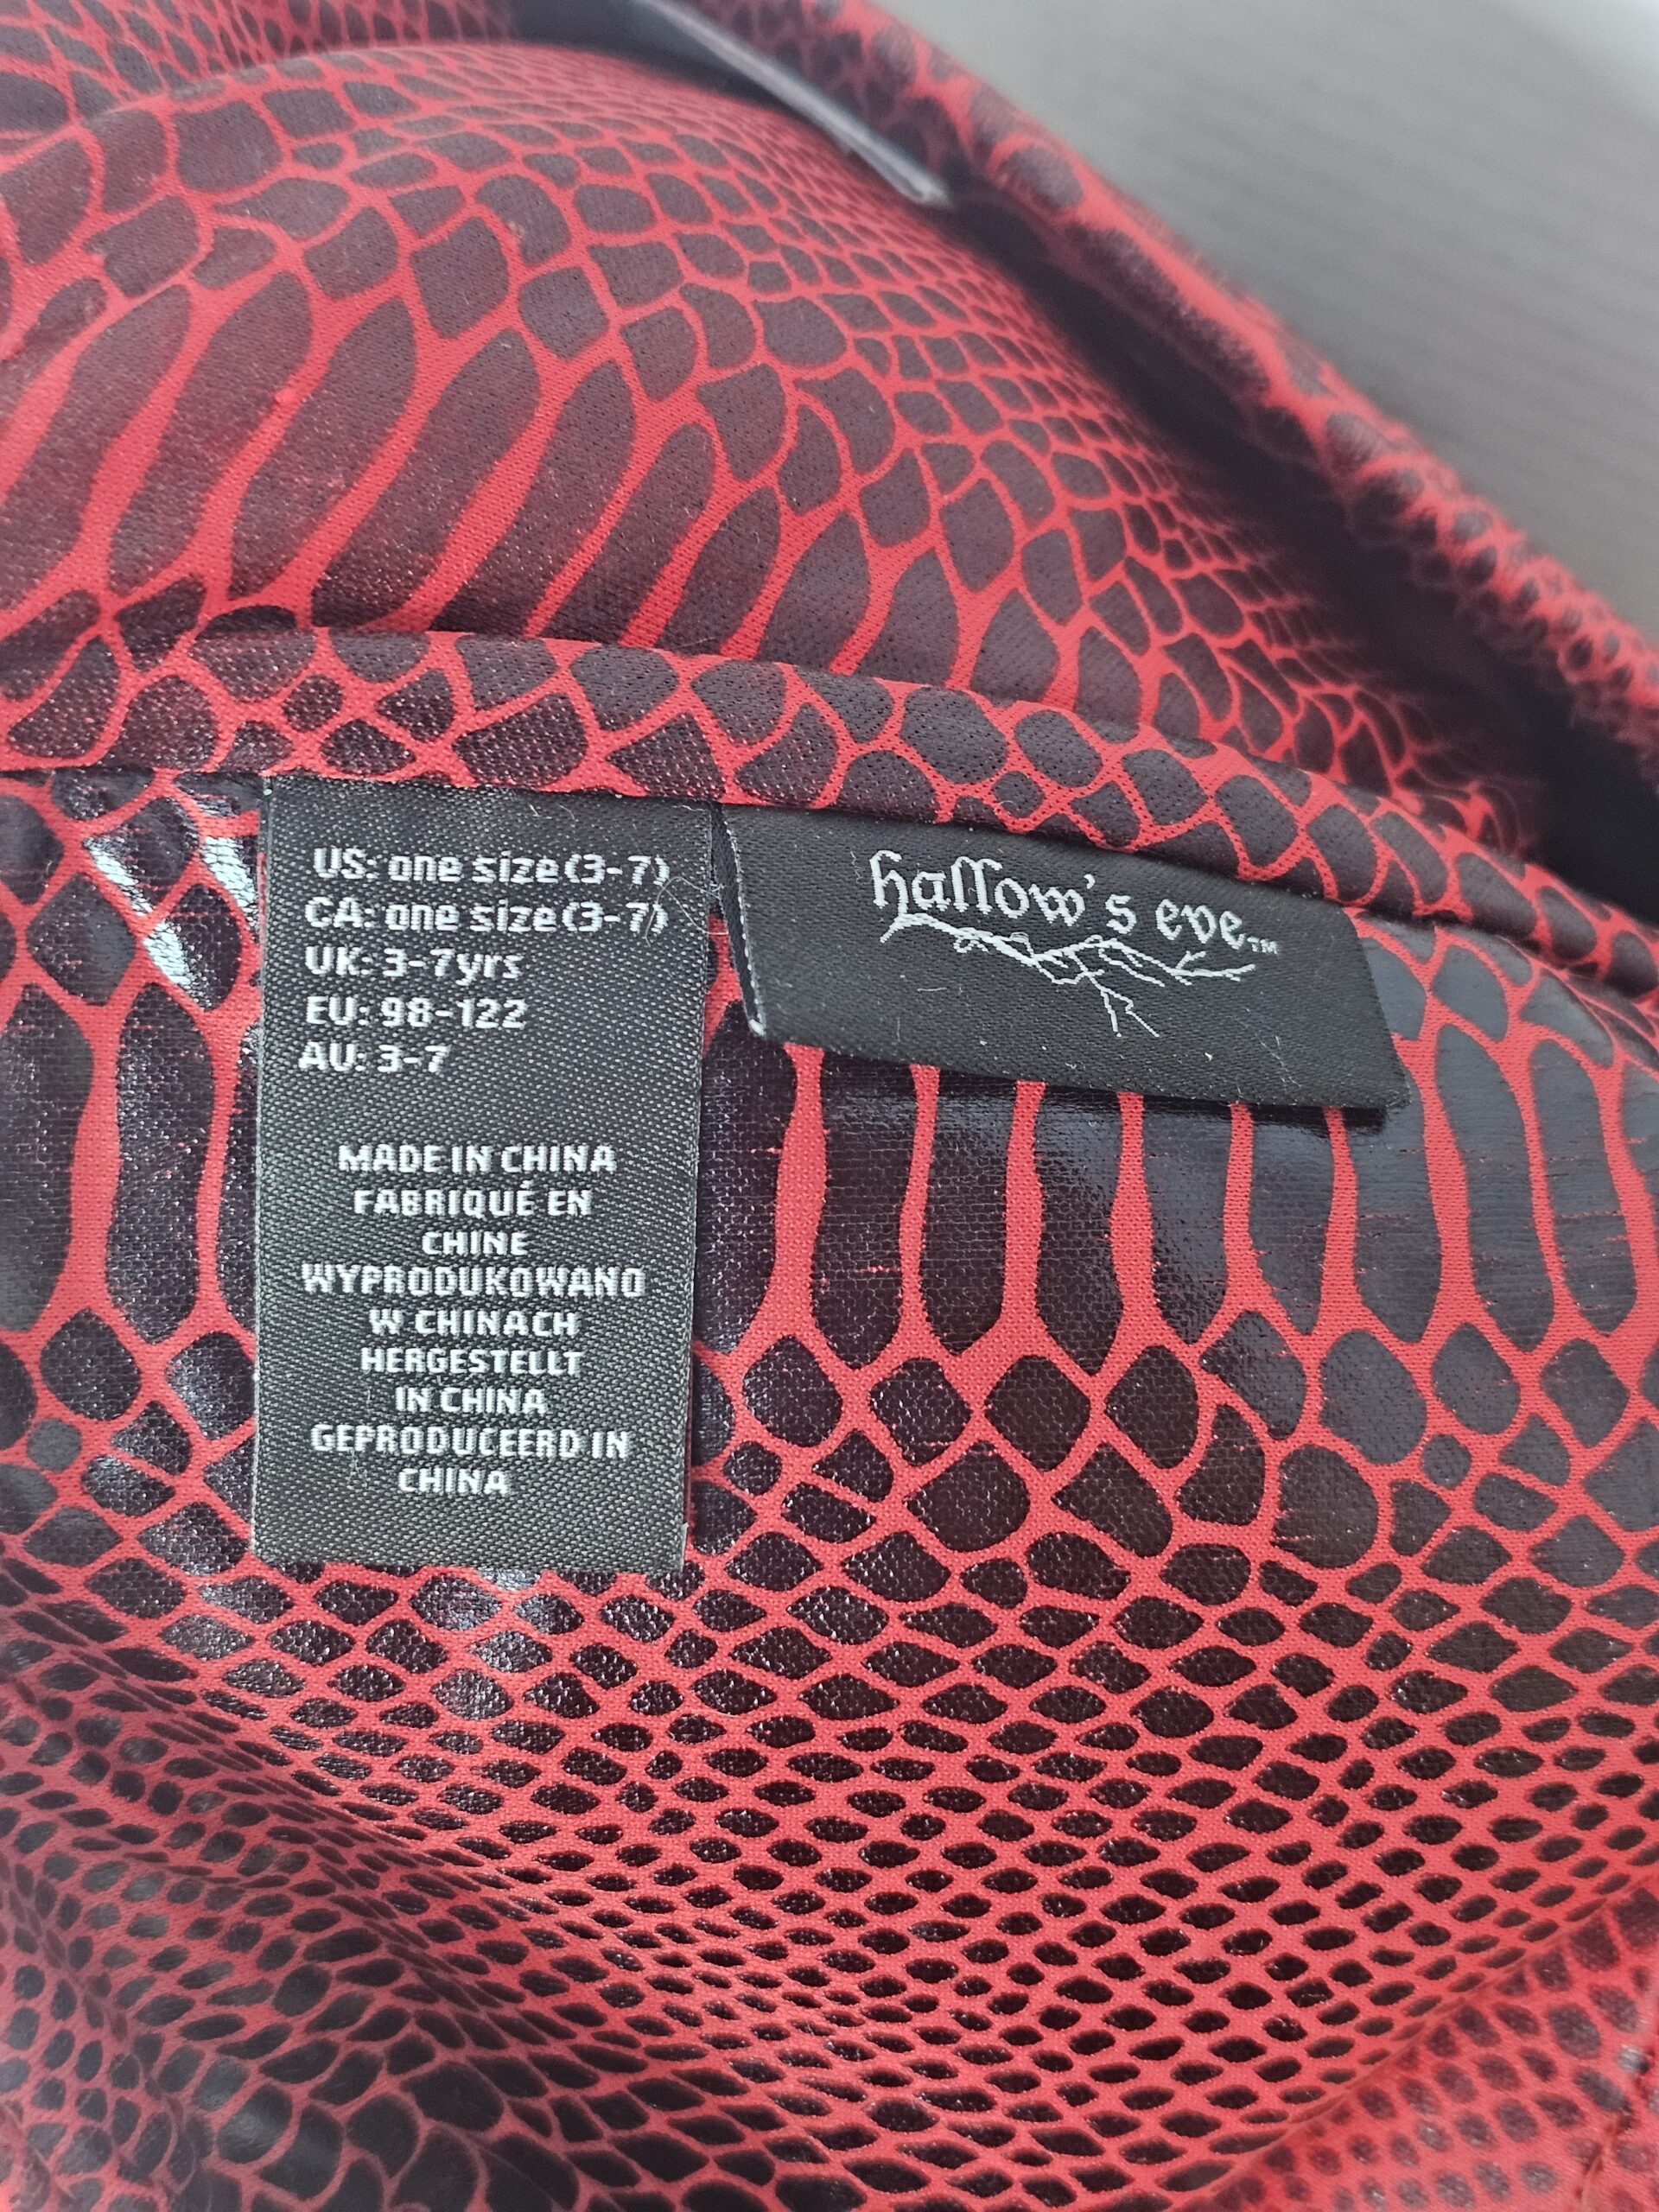 US: one size (3-7)
CA: one size (3-7)
UK: 3-7yrs
EU: 98-122
AU: 3-7
MADE IN CHINA
FABRIQUÉ EN
CHINE
WYPRODUKOWANO
W CHINACH
HERGESTELLT
IN CHINA
GEPRODUCEERD IN
CHINA
hallow's eve™